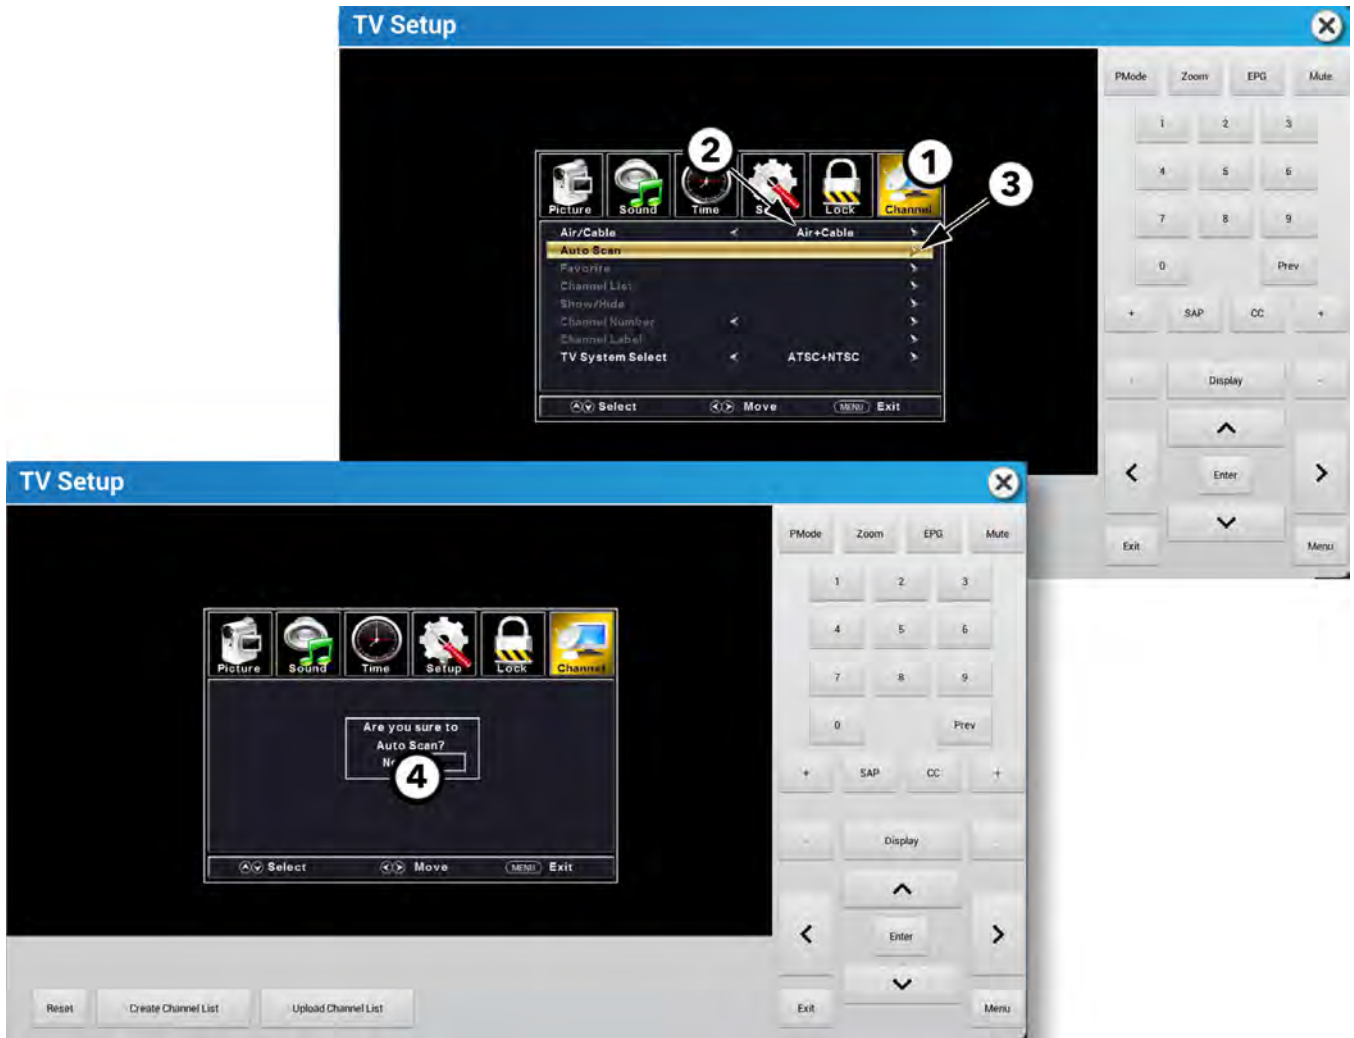 TV Setup
PMode Zoom EPG Mute
1 2 3
4 5 6
7 8 9
0 Prev
+ SAP CC +
- Display -
Enter
Exit Menu
2 1 3
Picture Sound Time Lock Channel
Air/Cable Air+Cable
Auto Scan
Favorite
Channel List
Show/Hide
Channel Number
Channel Label
TV System Select ATSC+NTSC
Select Move MENU Exit
TV Setup
PMode Zoom EPG Mute
1 2 3
4 5 6
7 8 9
0 Prev
+ SAP CC +
- Display -
Enter
Exit Menu
Picture Sound Time Setup Lock Channel
Are you sure to
Auto Scan?
4
Select Move MENU Exit
Reset Create Channel List Upload Channel List